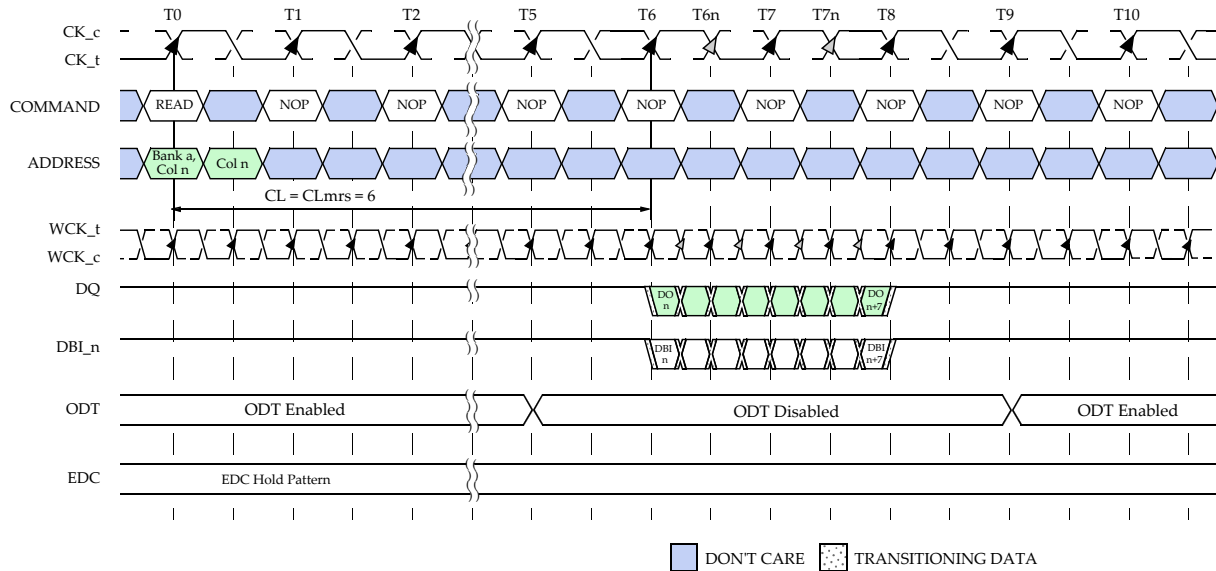 T0 T1 T2 T5 T6 T6n T7 T7n T8 T9 T10
CK_c
CK_t
COMMAND READ NOP NOP NOP NOP NOP NOP NOP NOP
ADDRESS Bank a, Col n Col n
CL = CLmrs = 6
WCK_t
WCK_c
DQ DO n DO n+7
DBI_n DBI n DBI n+7
ODT ODT Enabled ODT Disabled ODT Enabled
EDC EDC Hold Pattern
DON'T CARE TRANSITIONING DATA